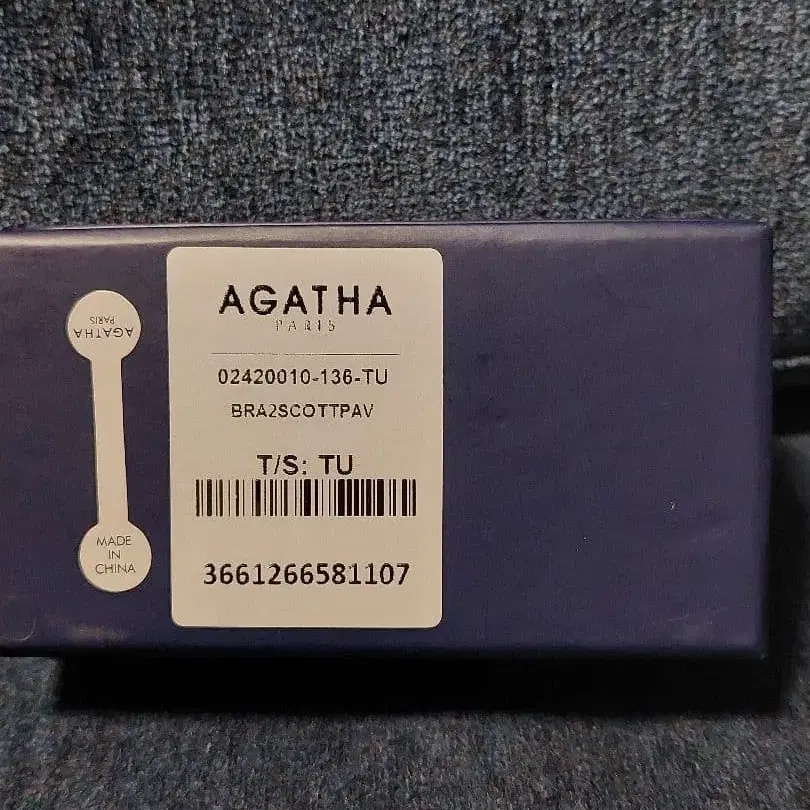 AGATHA
PARIS
02420010-136-TU
BRA2SCOTTPAV
T/S: TU
3661266581107
AGATHA
PARIS
MADE
IN
CHINA